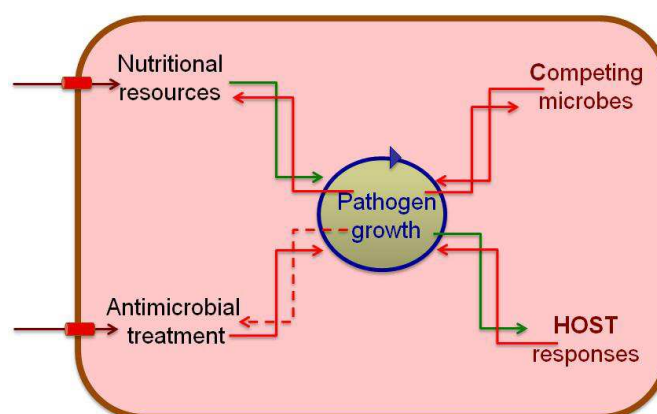 Nutritional
resources
Competing
microbes
Pathogen
growth
Antimicrobial
treatment
HOST
responses